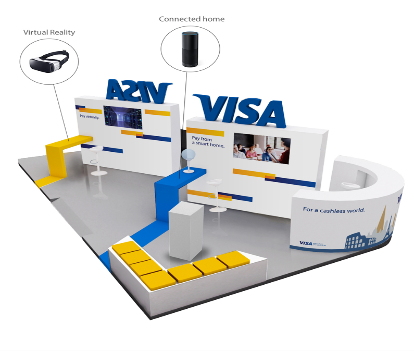 Connected home
Virtual Reality
VISA
VISA
Pay from
a smart home.
For a cashless world.
VISA